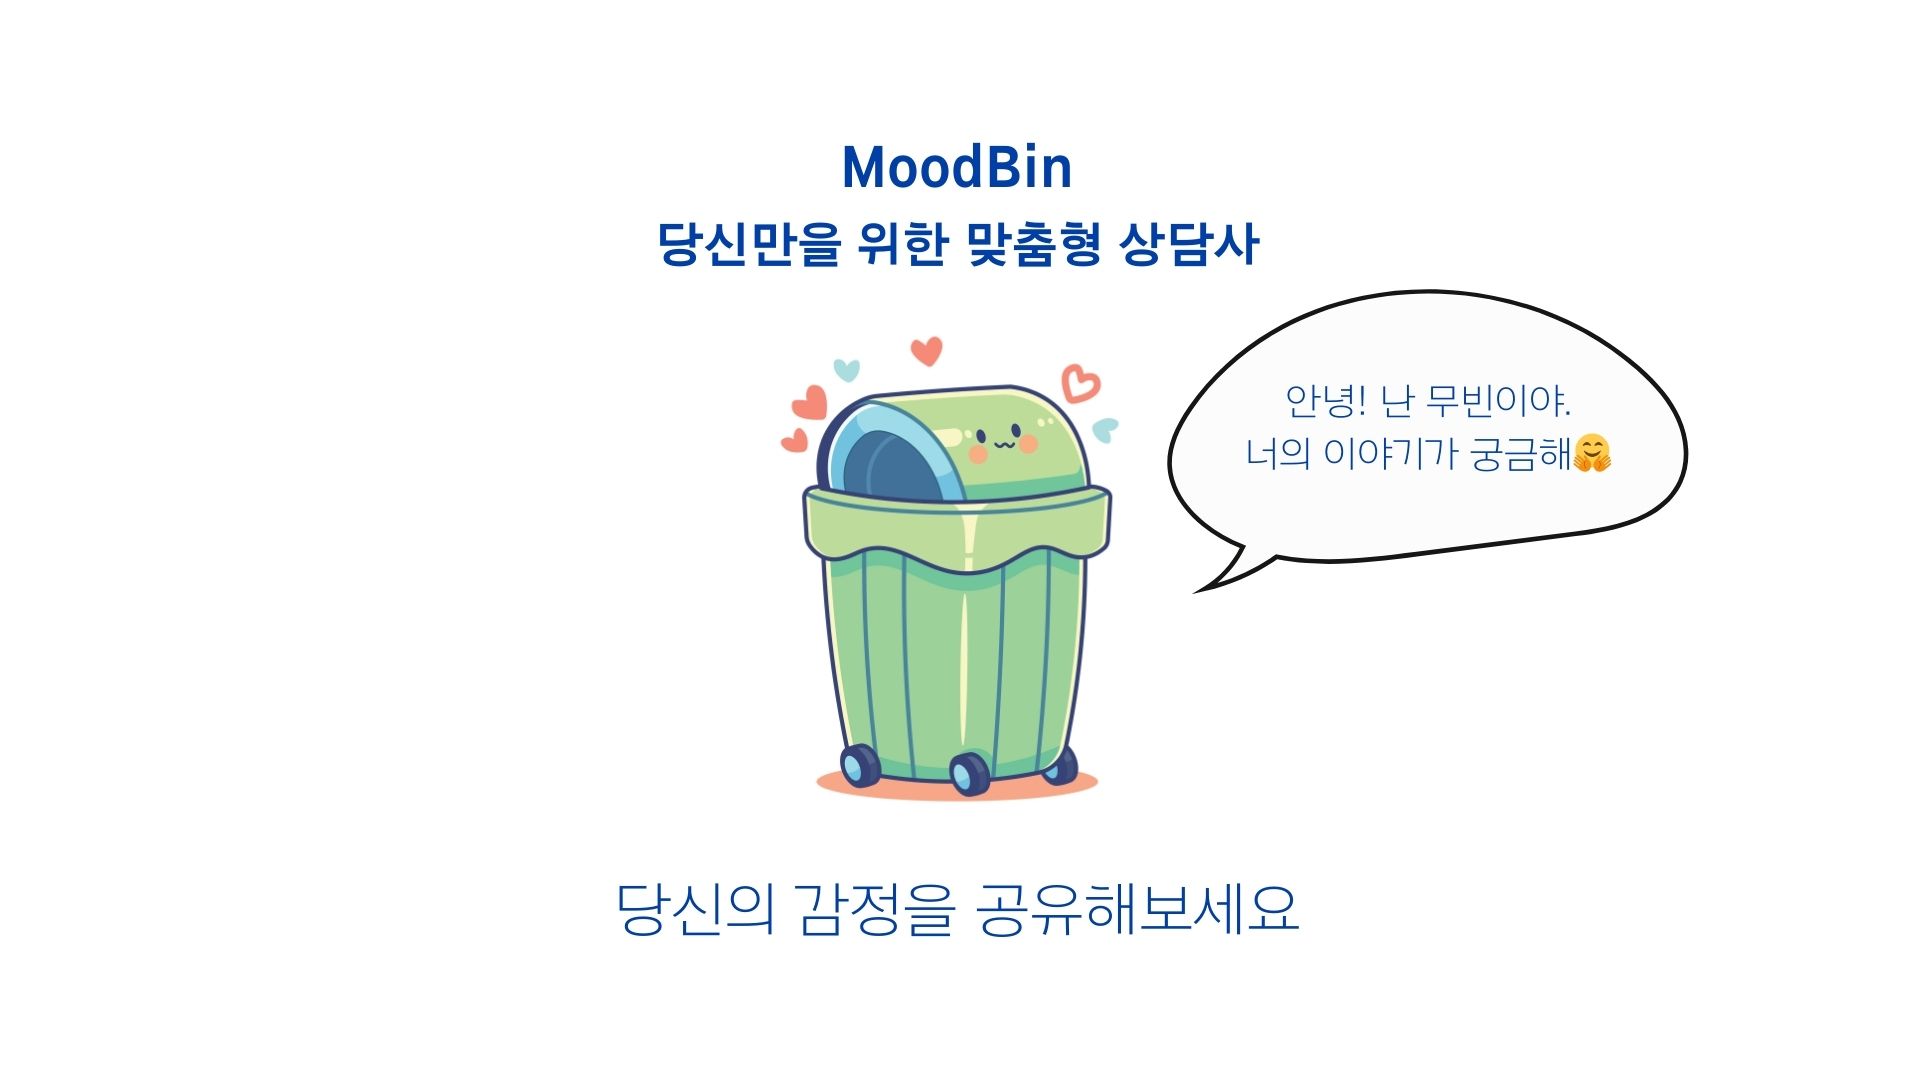 MoodBin
당신만을 위한 맞춤형 상담사
안녕! 난 무빈이야.
너의 이야기가 궁금해🤗
당신의 감정을 공유해보세요